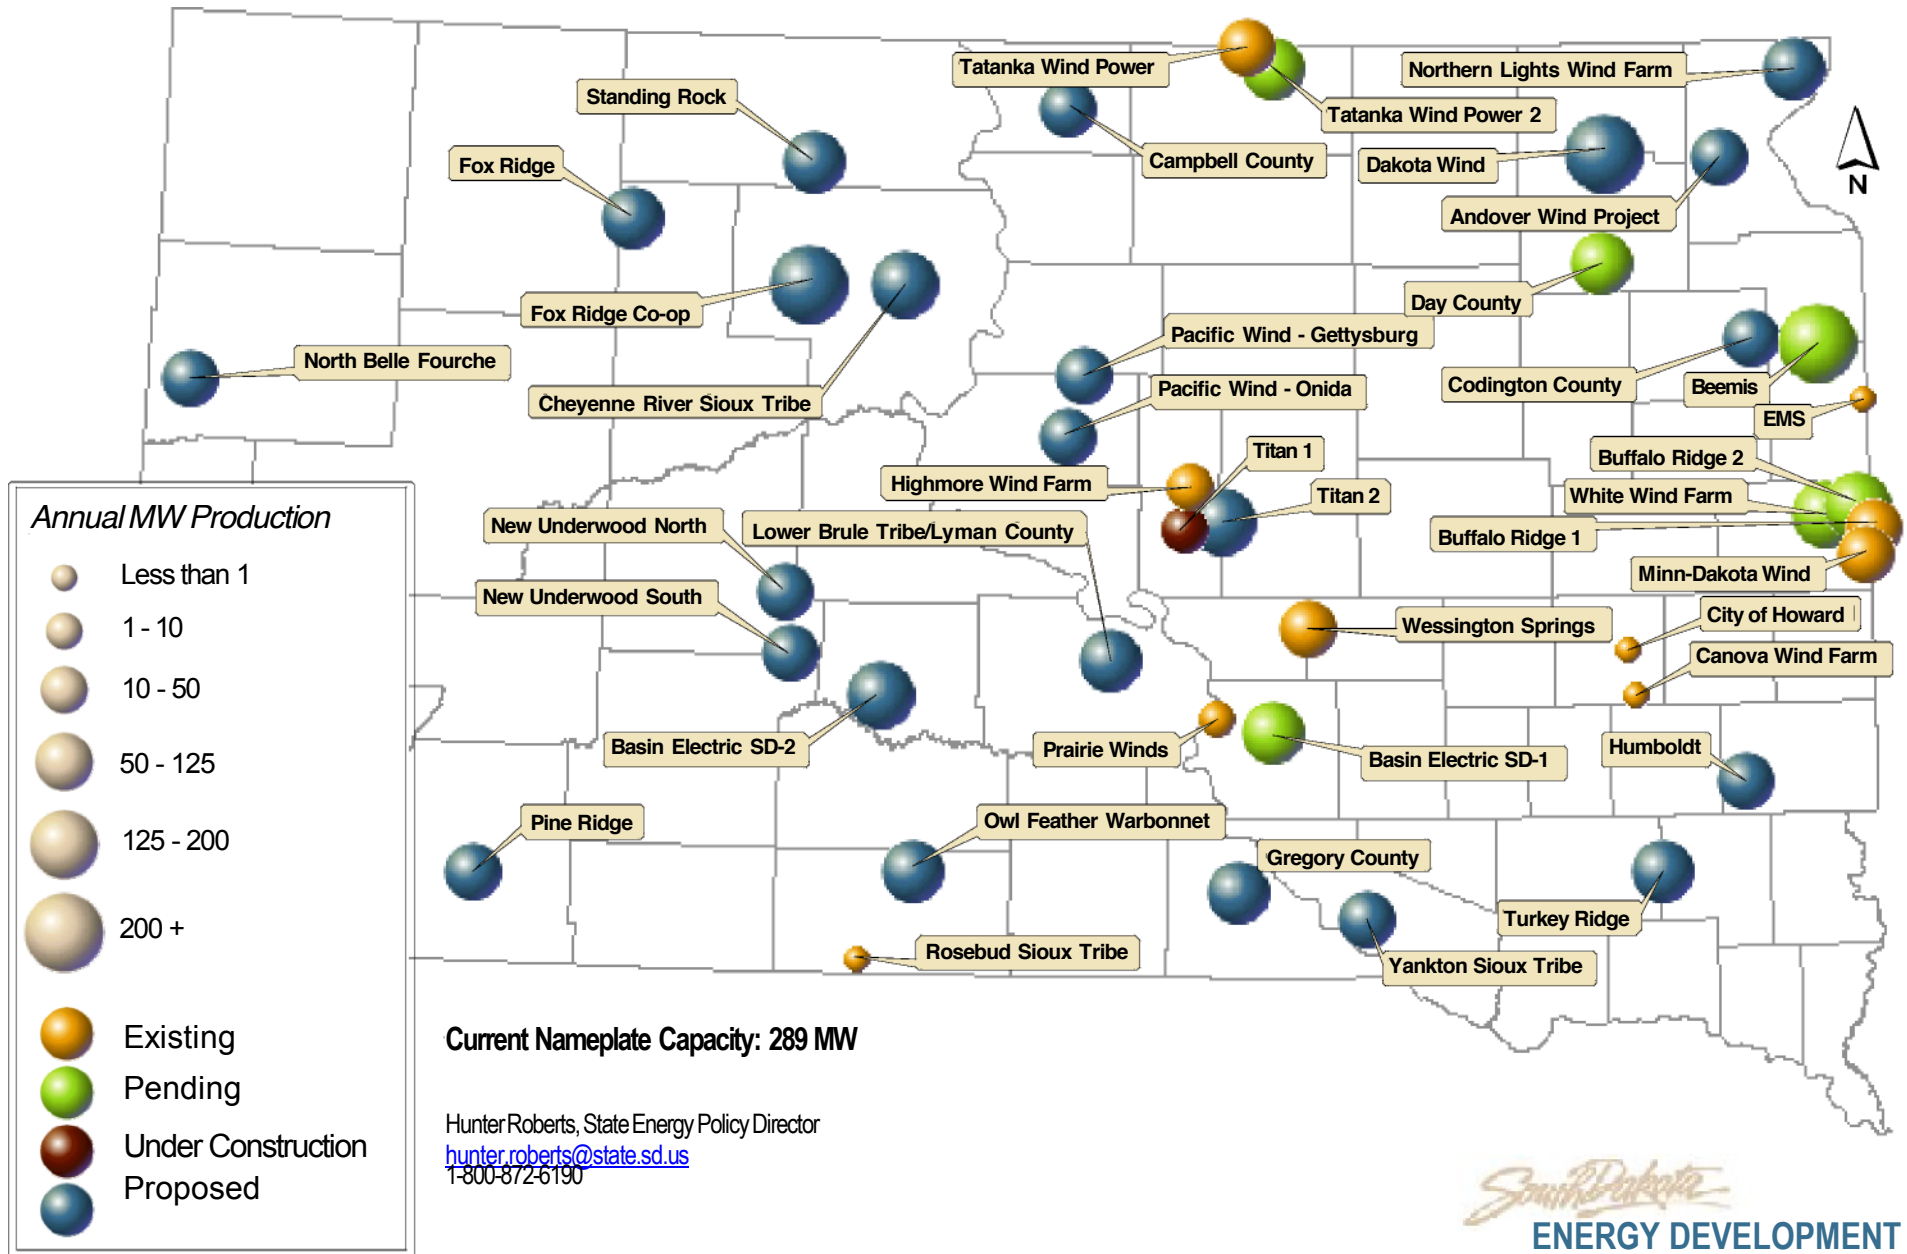 Tatanka Wind Power
Northern Lights Wind Farm
Standing Rock
Tatanka Wind Power 2
Fox Ridge
Campbell County
Dakota Wind
Andover Wind Project
Fox Ridge Co-op
Day County
Pacific Wind - Gettysburg
North Belle Fourche
Cheyenne River Sioux Tribe
Pacific Wind - Onida
Codington County
Beemis
EMS
Titan 1
Buffalo Ridge 2
Highmore Wind Farm
Titan 2
White Wind Farm
New Underwood North
Lower Brule Tribe/Lyman County
Buffalo Ridge 1
Minn-Dakota Wind
New Underwood South
Wessington Springs
City of Howard
Canova Wind Farm
Basin Electric SD-2
Prairie Winds
Basin Electric SD-1
Humboldt
Pine Ridge
Owl Feather Warbonnet
Gregory County
Turkey Ridge
Rosebud Sioux Tribe
Yankton Sioux Tribe
N
Annual MW Production
Less than 1
1 - 10
10 - 50
50 - 125
125 - 200
200 +
Existing
Pending
Under Construction
Proposed
Current Nameplate Capacity: 289 MW
Hunter Roberts, State Energy Policy Director
hunter.roberts@state.sd.us
1-800-872-6190
South Dakota
ENERGY DEVELOPMENT